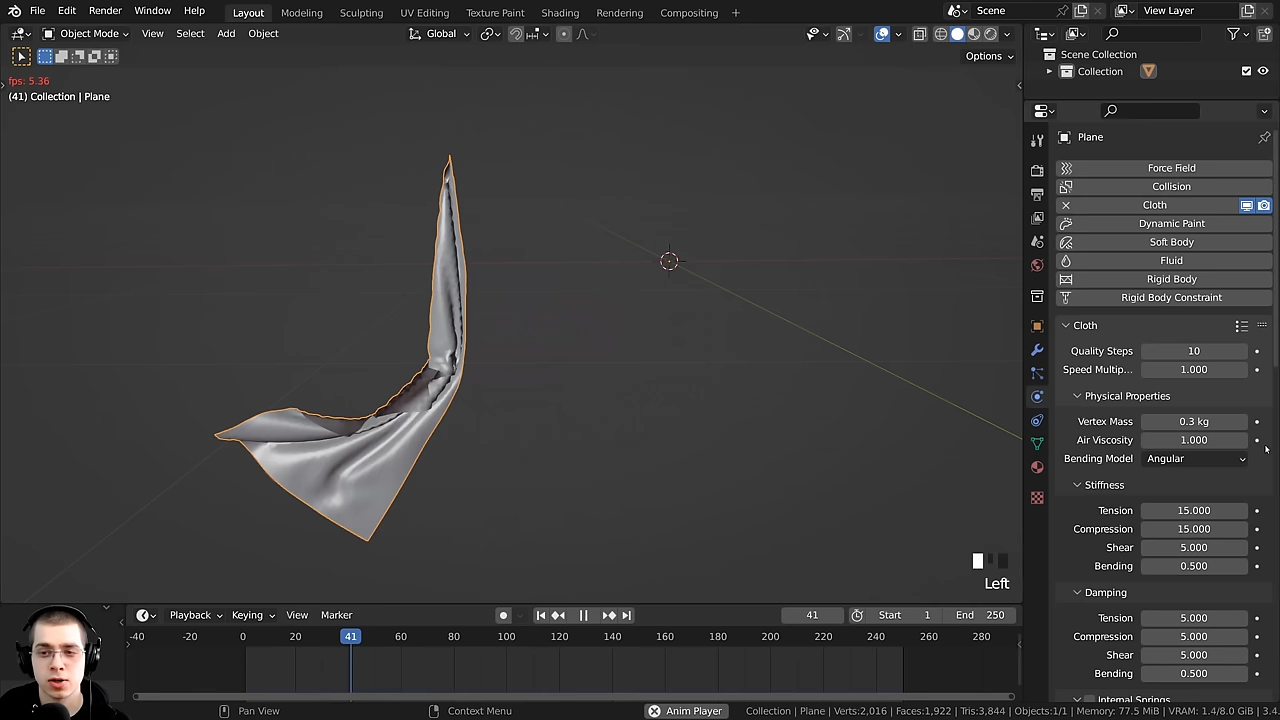 File Edit Render Window Help
Layout Modeling Sculpting UV Editing Texture Paint Shading Rendering Compositing +
Scene
View Layer
Object Mode View Select Add Object
Global
Options
fps: 5.36
(41) Collection | Plane
Scene Collection
Collection
Plane
Force Field
Collision
Cloth
Dynamic Paint
Soft Body
Fluid
Rigid Body
Rigid Body Constraint
Cloth
Quality Steps 10
Speed Multip... 1.000
Physical Properties
Vertex Mass 0.3 kg
Air Viscosity 1.000
Bending Model Angular
Stiffness
Tension 15.000
Compression 15.000
Shear 5.000
Bending 0.500
Damping
Tension 5.000
Compression 5.000
Shear 5.000
Bending 0.500
Internal Springs
Left
Playback Keying View Marker
41 Start 1 End 250
-40 -20 0 20 41 60 80 100 120 140 160 180 200 220 240 260 280
Pan View Context Menu Anim Player Collection | Plane | Verts:2,016 | Faces:1,922 | Tris:3,844 | Objects:1/1 | Memory: 77.5 MiB | VRAM: 1.4/8.0 GiB | 3.4